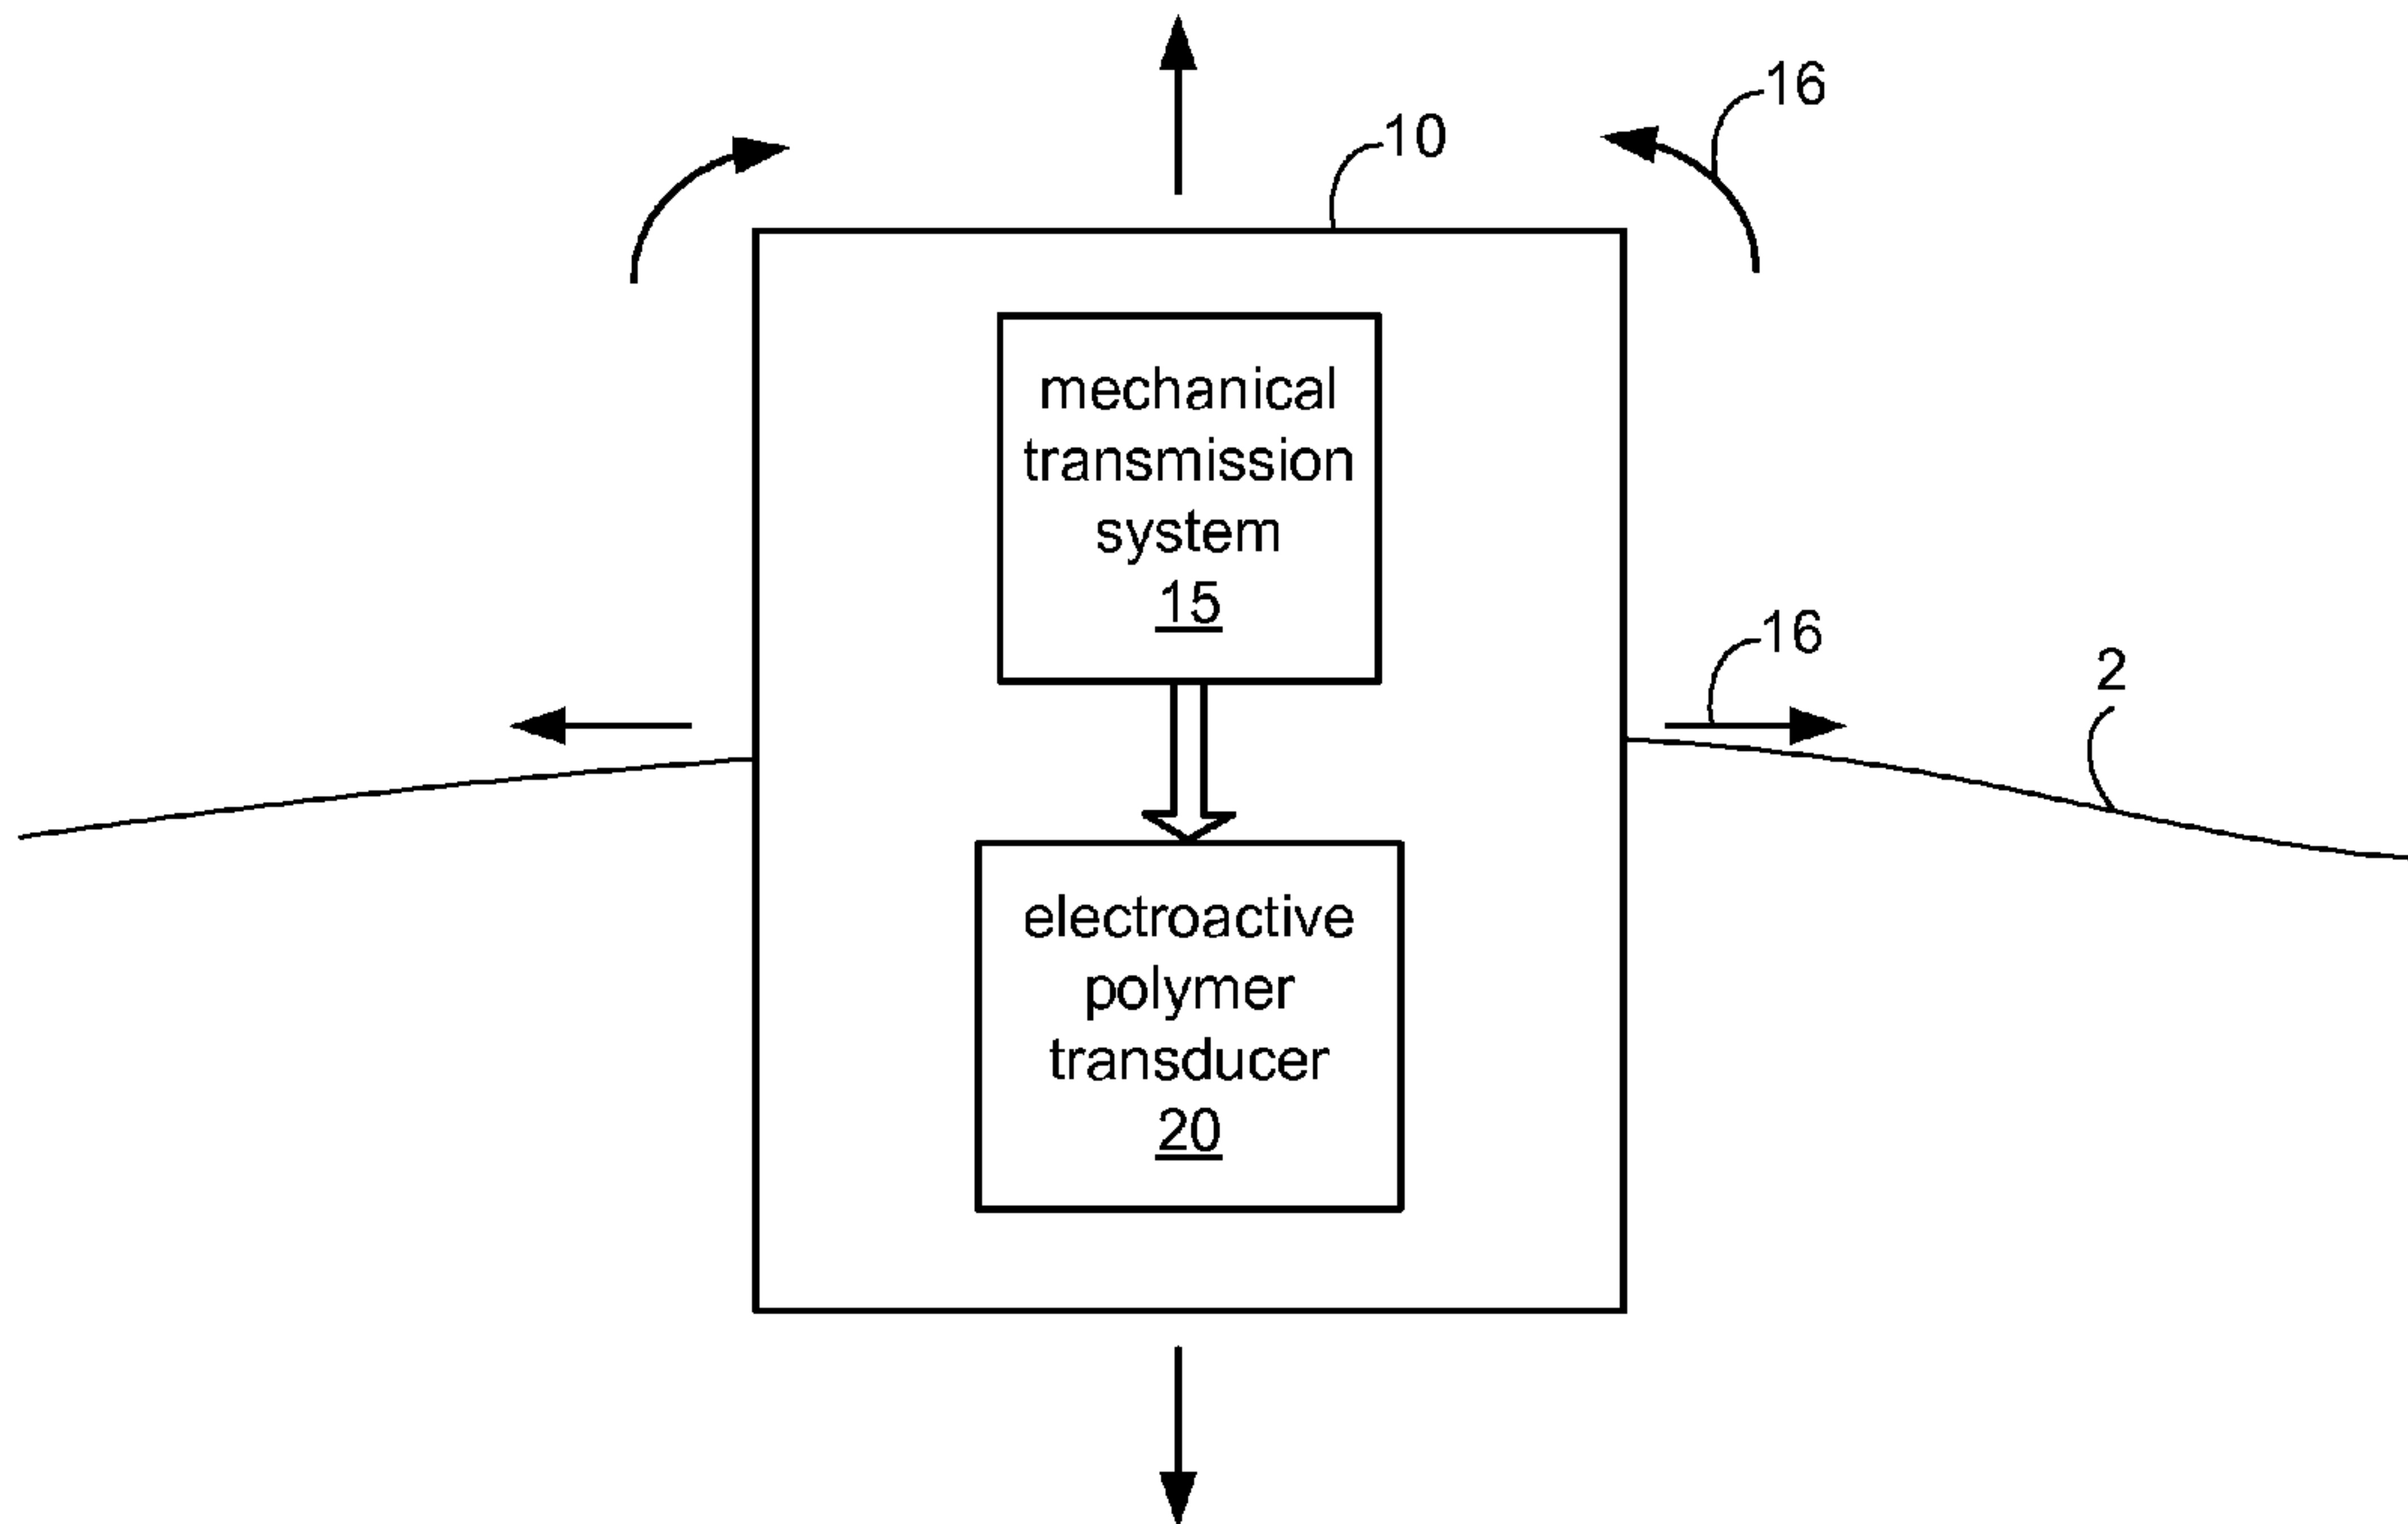 16
10
mechanical
transmission
system
15
16
2
electroactive
polymer
transducer
20